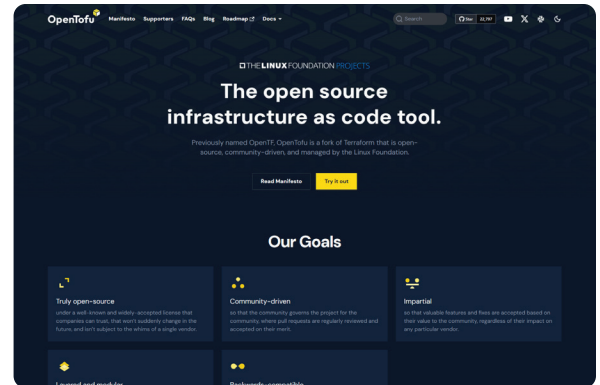 OpenTofu Manifesto Supporters FAQs Blog Roadmap Docs Search Star 22,797
THE LINUX FOUNDATION PROJECTS
The open source
infrastructure as code tool.
Previously named OpenTF, OpenTofu is a fork of Terraform that is open-
source, community-driven, and managed by the Linux Foundation.
Read Manifesto Try it out
Our Goals
Truly open-source
under a well-known and widely-accepted license that
companies can trust, that won't suddenly change in the
future, and isn't subject to the whims of a single vendor.
Community-driven
so that the community governs the project for the
community, where pull requests are regularly reviewed and
accepted on their merit.
Impartial
so that valuable features and fixes are accepted based on
their value to the community, regardless of their impact on
any particular vendor.
Layered and modular
Backwards-compatible